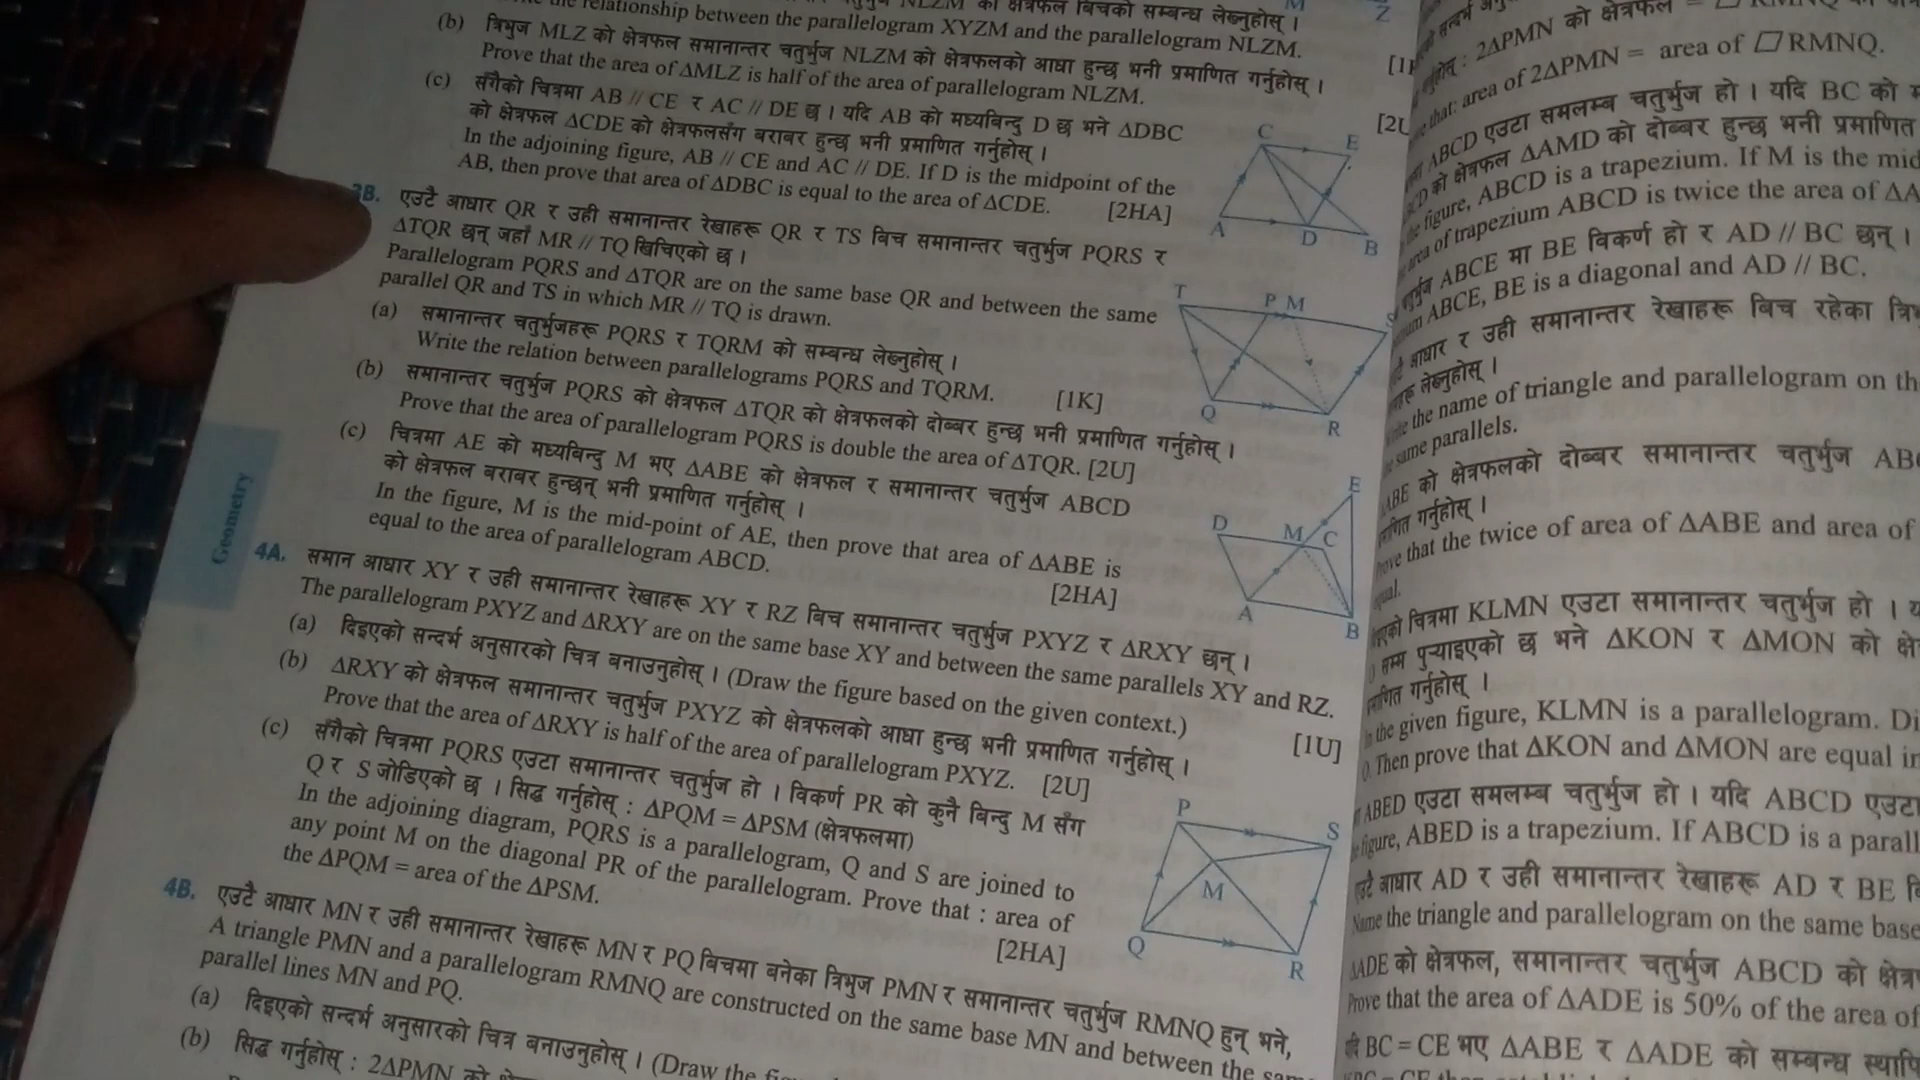 the relationship between the parallelogram XYZM and the parallelogram NLZM.
(b) त्रिभुज MLZ को क्षेत्रफल समानान्तर चतुर्भुज NLZM को क्षेत्रफलको आधा हुन्छ भनी प्रमाणित गर्नुहोस् ।
Prove that the area of ΔMLZ is half of the area of parallelogram NLZM.
(c) सँगैको चित्रमा AB // CE र AC // DE छ । यदि AB को मध्यबिन्दु D छ भने ΔDBC
को क्षेत्रफल ΔCDE को क्षेत्रफलसँग बराबर हुन्छ भनी प्रमाणित गर्नुहोस् ।
In the adjoining figure, AB // CE and AC // DE. If D is the midpoint of the
AB, then prove that area of ΔDBC is equal to the area of ΔCDE. [2HA]
C E A D B
3B. एउटै आधार QR र उही समानान्तर रेखाहरू QR र TS बिच समानान्तर चतुर्भुज PQRS र
ΔTQR छन् जहाँ MR // TQ खिचिएको छ ।
Parallelogram PQRS and ΔTQR are on the same base QR and between the same
parallel QR and TS in which MR // TQ is drawn.
(a) समानान्तर चतुर्भुजहरू PQRS र TQRM को सम्बन्ध लेख्नुहोस् ।
Write the relation between parallelograms PQRS and TQRM. [1K]
T P M S Q R
(b) समानान्तर चतुर्भुज PQRS को क्षेत्रफल ΔTQR को क्षेत्रफलको दोब्बर हुन्छ भनी प्रमाणित गर्नुहोस् ।
Prove that the area of parallelogram PQRS is double the area of ΔTQR. [2U]
(c) चित्रमा AE को मध्यबिन्दु M भए ΔABE को क्षेत्रफल र समानान्तर चतुर्भुज ABCD
को क्षेत्रफल बराबर हुन्छन् भनी प्रमाणित गर्नुहोस् ।
In the figure, M is the mid-point of AE, then prove that area of ΔABE is
equal to the area of parallelogram ABCD. [2HA]
E D M C A B
Geometry
4A. समान आधार XY र उही समानान्तर रेखाहरू XY र RZ बिच समानान्तर चतुर्भुज PXYZ र ΔRXY छन् ।
The parallelogram PXYZ and ΔRXY are on the same base XY and between the same parallels XY and RZ.
(a) दिइएको सन्दर्भ अनुसारको चित्र बनाउनुहोस् । (Draw the figure based on the given context.) [1U]
(b) ΔRXY को क्षेत्रफल समानान्तर चतुर्भुज PXYZ को क्षेत्रफलको आधा हुन्छ भनी प्रमाणित गर्नुहोस् ।
Prove that the area of ΔRXY is half of the area of parallelogram PXYZ. [2U]
(c) सँगैको चित्रमा PQRS एउटा समानान्तर चतुर्भुज हो । विकर्ण PR को कुनै बिन्दु M सँग
Q र S जोडिएको छ । सिद्ध गर्नुहोस् : ΔPQM = ΔPSM (क्षेत्रफलमा)
In the adjoining diagram, PQRS is a parallelogram, Q and S are joined to
any point M on the diagonal PR of the parallelogram. Prove that : area of
the ΔPQM = area of the ΔPSM. [2HA]
P S M Q R
4B. एउटै आधार MN र उही समानान्तर रेखाहरू MN र PQ बिचमा बनेका त्रिभुज PMN र समानान्तर चतुर्भुज RMNQ हुन् भने,
A triangle PMN and a parallelogram RMNQ are constructed on the same base MN and between the same
parallel lines MN and PQ.
(a) दिइएको सन्दर्भ अनुसारको चित्र बनाउनुहोस् । (Draw the
(b) सिद्ध गर्नुहोस् : 2ΔPMN को
: 2ΔPMN को क्षेत्रफल =
that: area of 2ΔPMN = area of ▱RMNQ.
ABCD एउटा समलम्ब चतुर्भुज हो । यदि BC को
को क्षेत्रफल ΔAMD को दोब्बर हुन्छ भनी प्रमाणित
figure, ABCD is a trapezium. If M is the mid
area of trapezium ABCD is twice the area of ΔA
ABCE मा BE विकर्ण हो र AD // BC छन् ।
ABCE, BE is a diagonal and AD // BC.
आधार र उही समानान्तर रेखाहरू बिच रहेका
लेख्नुहोस् ।
the name of triangle and parallelogram on th
same parallels.
ABE को क्षेत्रफलको दोब्बर समानान्तर चतुर्भुज
गर्नुहोस् ।
that the twice of area of ΔABE and area of
equal.
चित्रमा KLMN एउटा समानान्तर चतुर्भुज हो ।
सम्म पुऱ्याइएको छ भने ΔKON र ΔMON को
गर्नुहोस् ।
the given figure, KLMN is a parallelogram.
Then prove that ΔKON and ΔMON are equal in
ABED एउटा समलम्ब चतुर्भुज हो । यदि ABCD
figure, ABED is a trapezium. If ABCD is a parall
आधार AD र उही समानान्तर रेखाहरू AD र BE
Name the triangle and parallelogram on the same base
ΔADE को क्षेत्रफल, समानान्तर चतुर्भुज ABCD को
Prove that the area of ΔADE is 50% of the area of
BC = CE भए ΔABE र ΔADE को सम्बन्ध